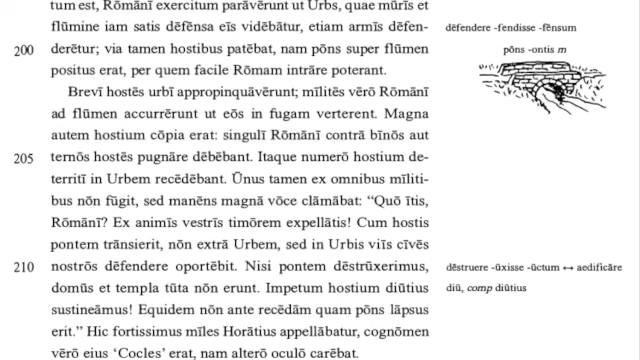 tum est, Rōmānī exercitum parāvērunt ut Urbs, quae mūrīs et
flūmine iam satis dēfēnsa eīs vidēbātur, etiam armīs dēfen-
200 derētur; via tamen hostibus patēbat, nam pōns super flūmen
positus erat, per quem facile Rōmam intrāre poterant.
Brevī hostēs urbī appropinquāvērunt; mīlitēs vērō Rōmānī
ad flūmen accurrērunt ut eōs in fugam verterent. Magna
autem hostium cōpia erat: singulī Rōmānī contrā bīnōs aut
205 ternōs hostēs pugnāre dēbēbant. Itaque numerō hostium de-
territī in Urbem recēdēbant. Ūnus tamen ex omnibus mīliti-
bus nōn fūgit, sed manēns magnā vōce clāmābat: “Quō ītis,
Rōmānī? Ex animīs vestrīs timōrem expellātis! Cum hostis
pontem trānsierit, nōn extrā Urbem, sed in Urbis viīs cīvēs
210 nostrōs dēfendere oportēbit. Nisi pontem dēstrūxerimus,
domūs et templa tūta nōn erunt. Impetum hostium diūtius
sustineāmus! Equidem nōn ante recēdām quam pōns lāpsus
erit.” Hic fortissimus mīles Horātius appellābatur, cognōmen
vērō eius ‘Cocles’ erat, nam alterō oculō carēbat.
dēfendere -fendisse -fēnsum
pōns -ontis m
dēstruere -ūxisse -ūctum ↔ aedificāre
diū, comp diūtius